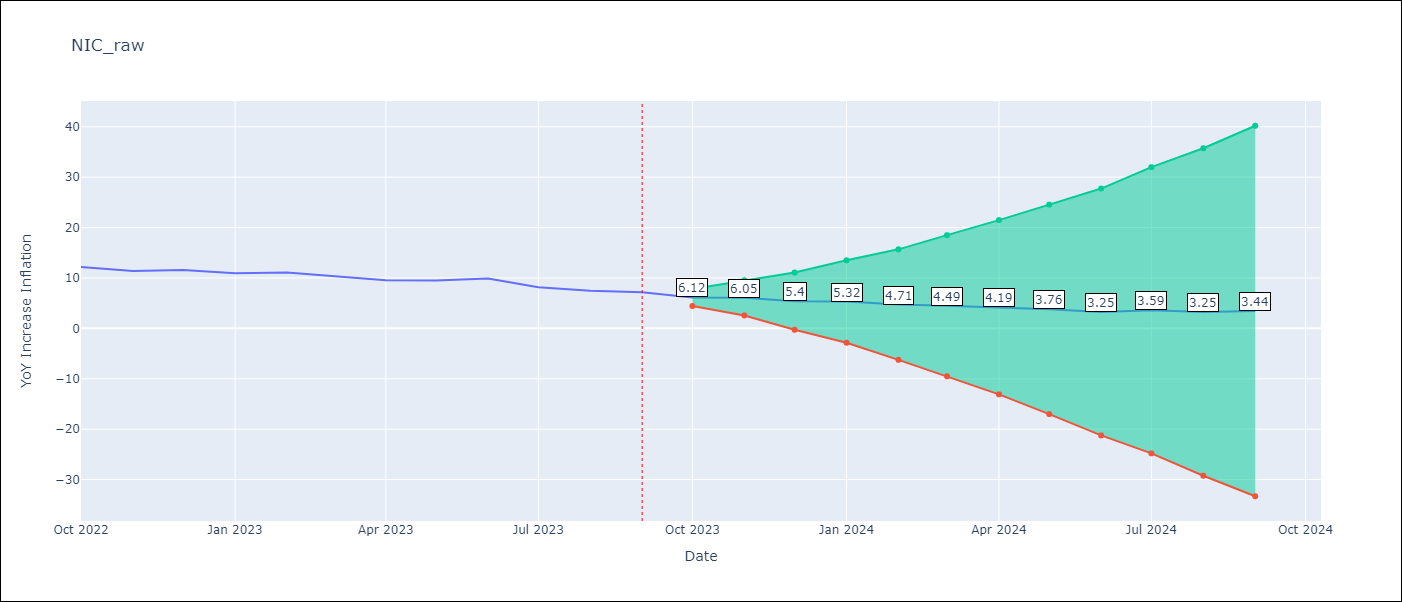 NIC_raw
40
30
20
10
0
−10
−20
−30
YoY Increase Inflation
6.12
6.05
5.4
5.32
4.71
4.49
4.19
3.76
3.25
3.59
3.25
3.44
Oct 2022
Jan 2023
Apr 2023
Jul 2023
Oct 2023
Jan 2024
Apr 2024
Jul 2024
Oct 2024
Date